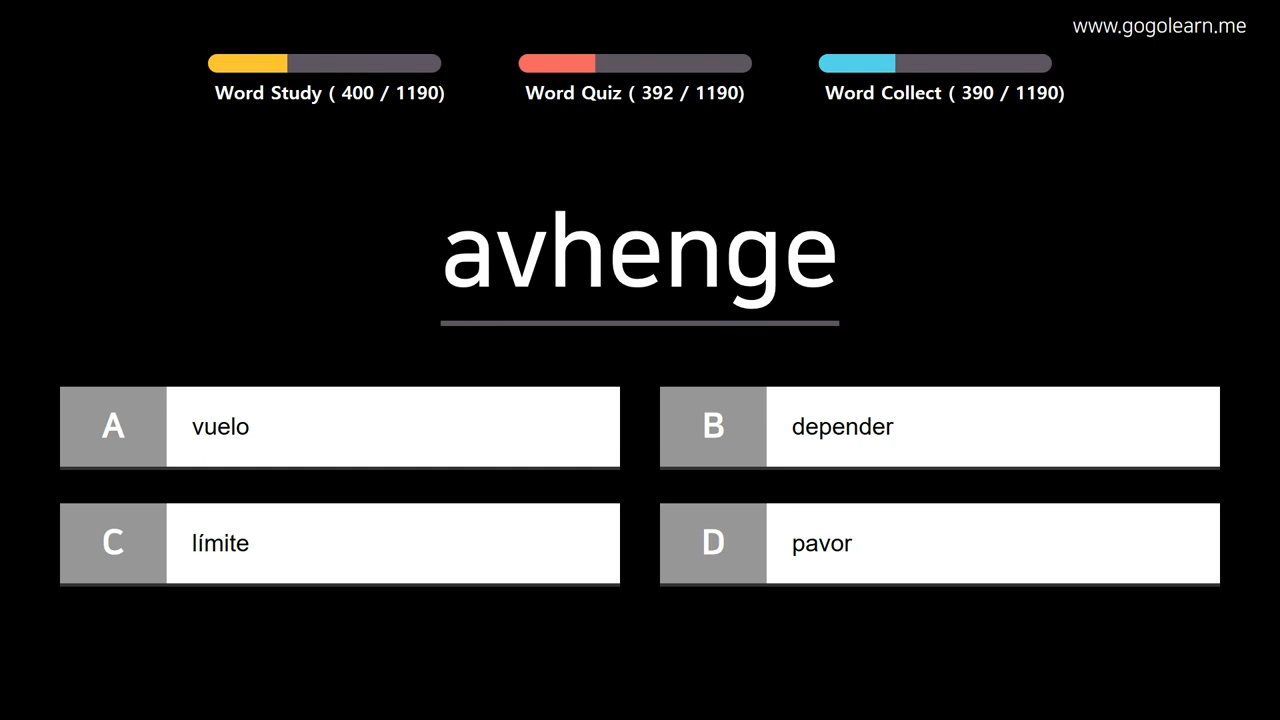 www.gogolearn.me
Word Study ( 400 / 1190)
Word Quiz ( 392 / 1190)
Word Collect ( 390 / 1190)
avhenge
A
vuelo
B
depender
C
límite
D
pavor